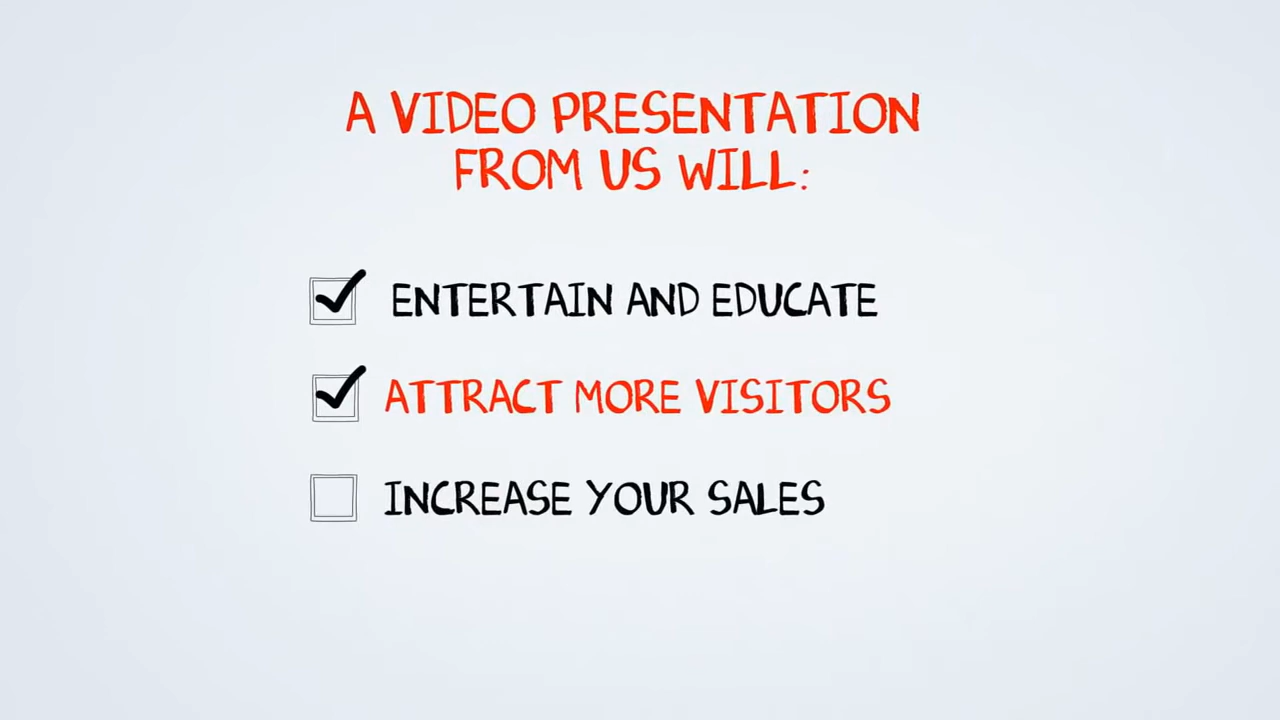 A VIDEO PRESENTATION
FROM US WILL:
ENTERTAIN AND EDUCATE
ATTRACT MORE VISITORS
INCREASE YOUR SALES